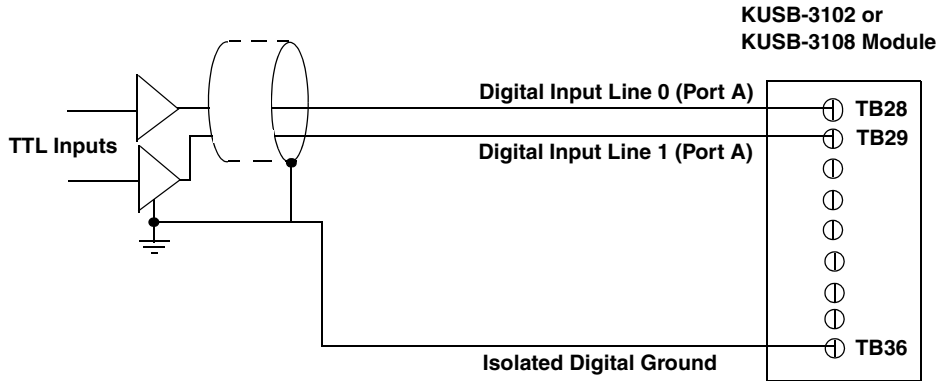 KUSB-3102 or
KUSB-3108 Module
Digital Input Line 0 (Port A)
TB28
TTL Inputs
TB29
Digital Input Line 1 (Port A)
TB36
Isolated Digital Ground